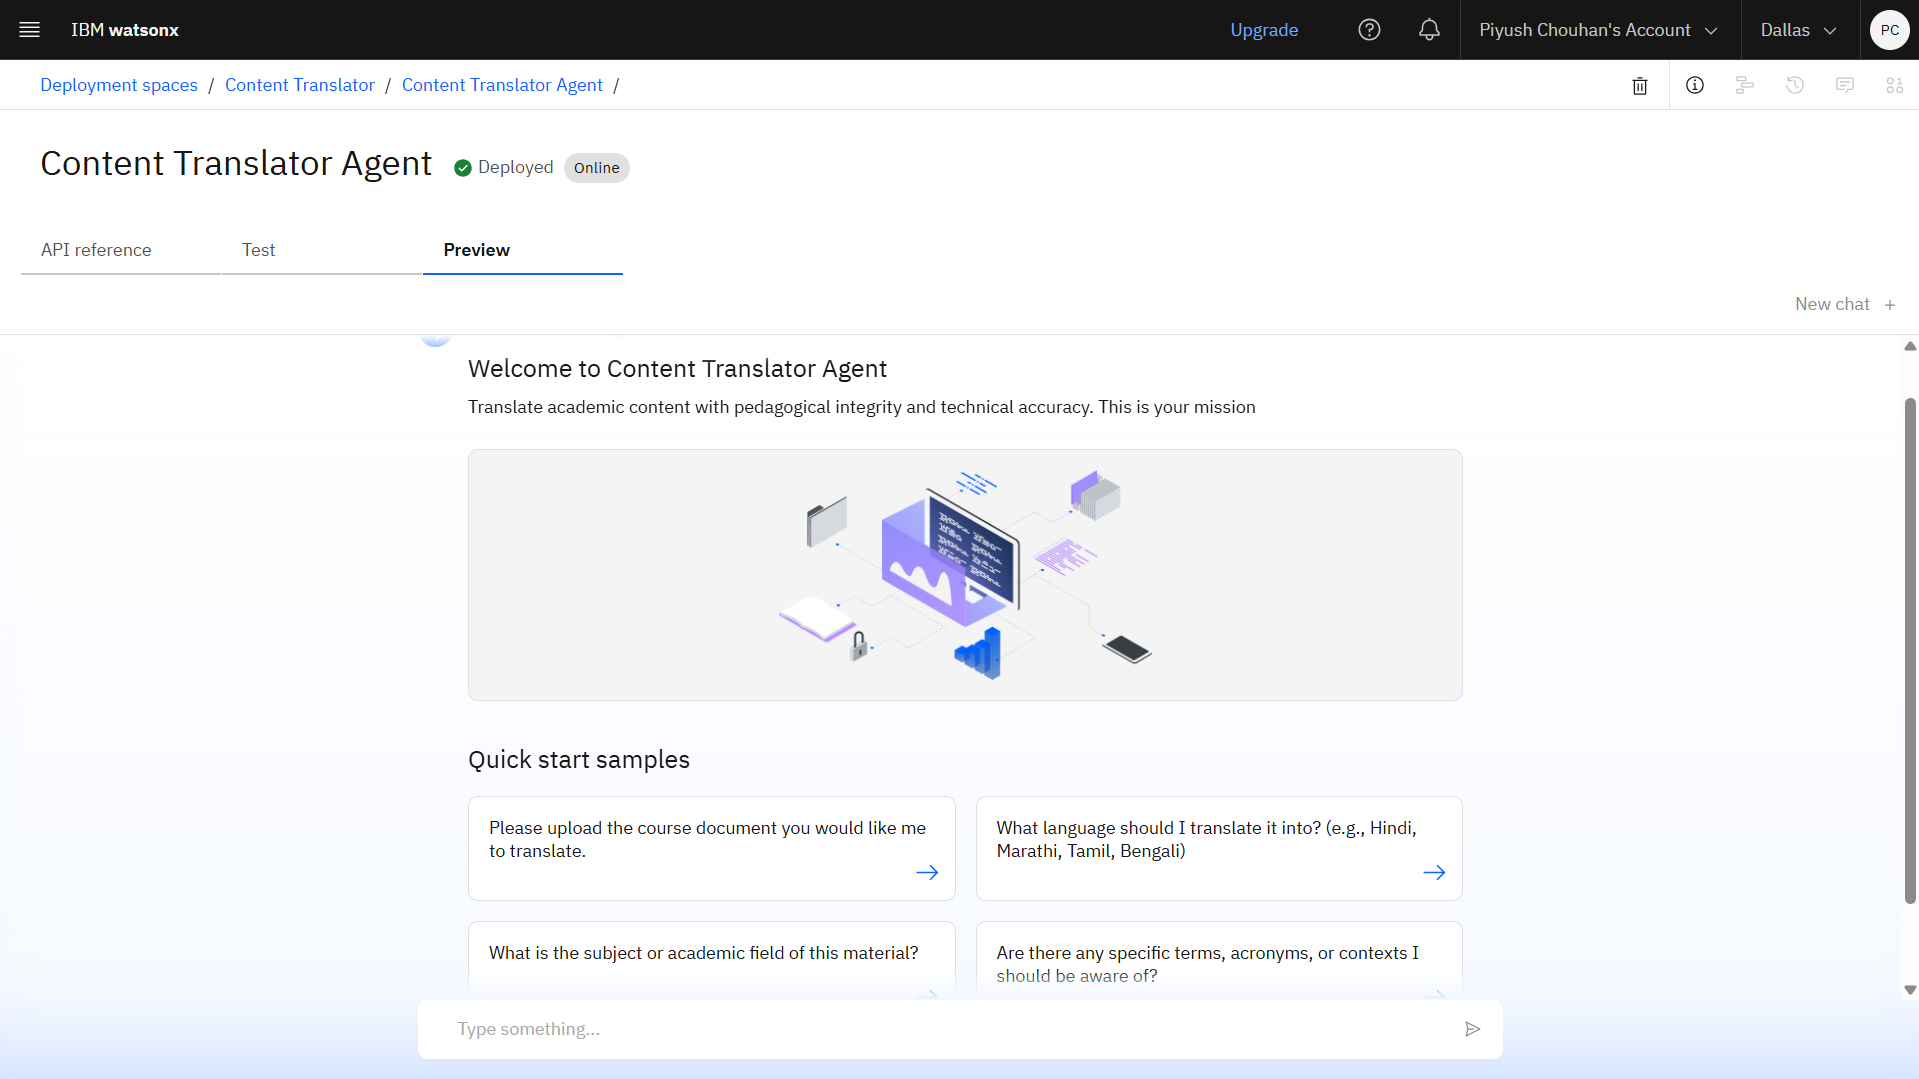 IBM watsonx
Upgrade
Piyush Chouhan's Account
Dallas
PC
Deployment spaces / Content Translator / Content Translator Agent /
Content Translator Agent
Deployed
Online
API reference
Test
Preview
New chat +
Welcome to Content Translator Agent
Translate academic content with pedagogical integrity and technical accuracy. This is your mission
Quick start samples
Please upload the course document you would like me
to translate.
What language should I translate it into? (e.g., Hindi,
Marathi, Tamil, Bengali)
What is the subject or academic field of this material?
Are there any specific terms, acronyms, or contexts I
should be aware of?
Type something...